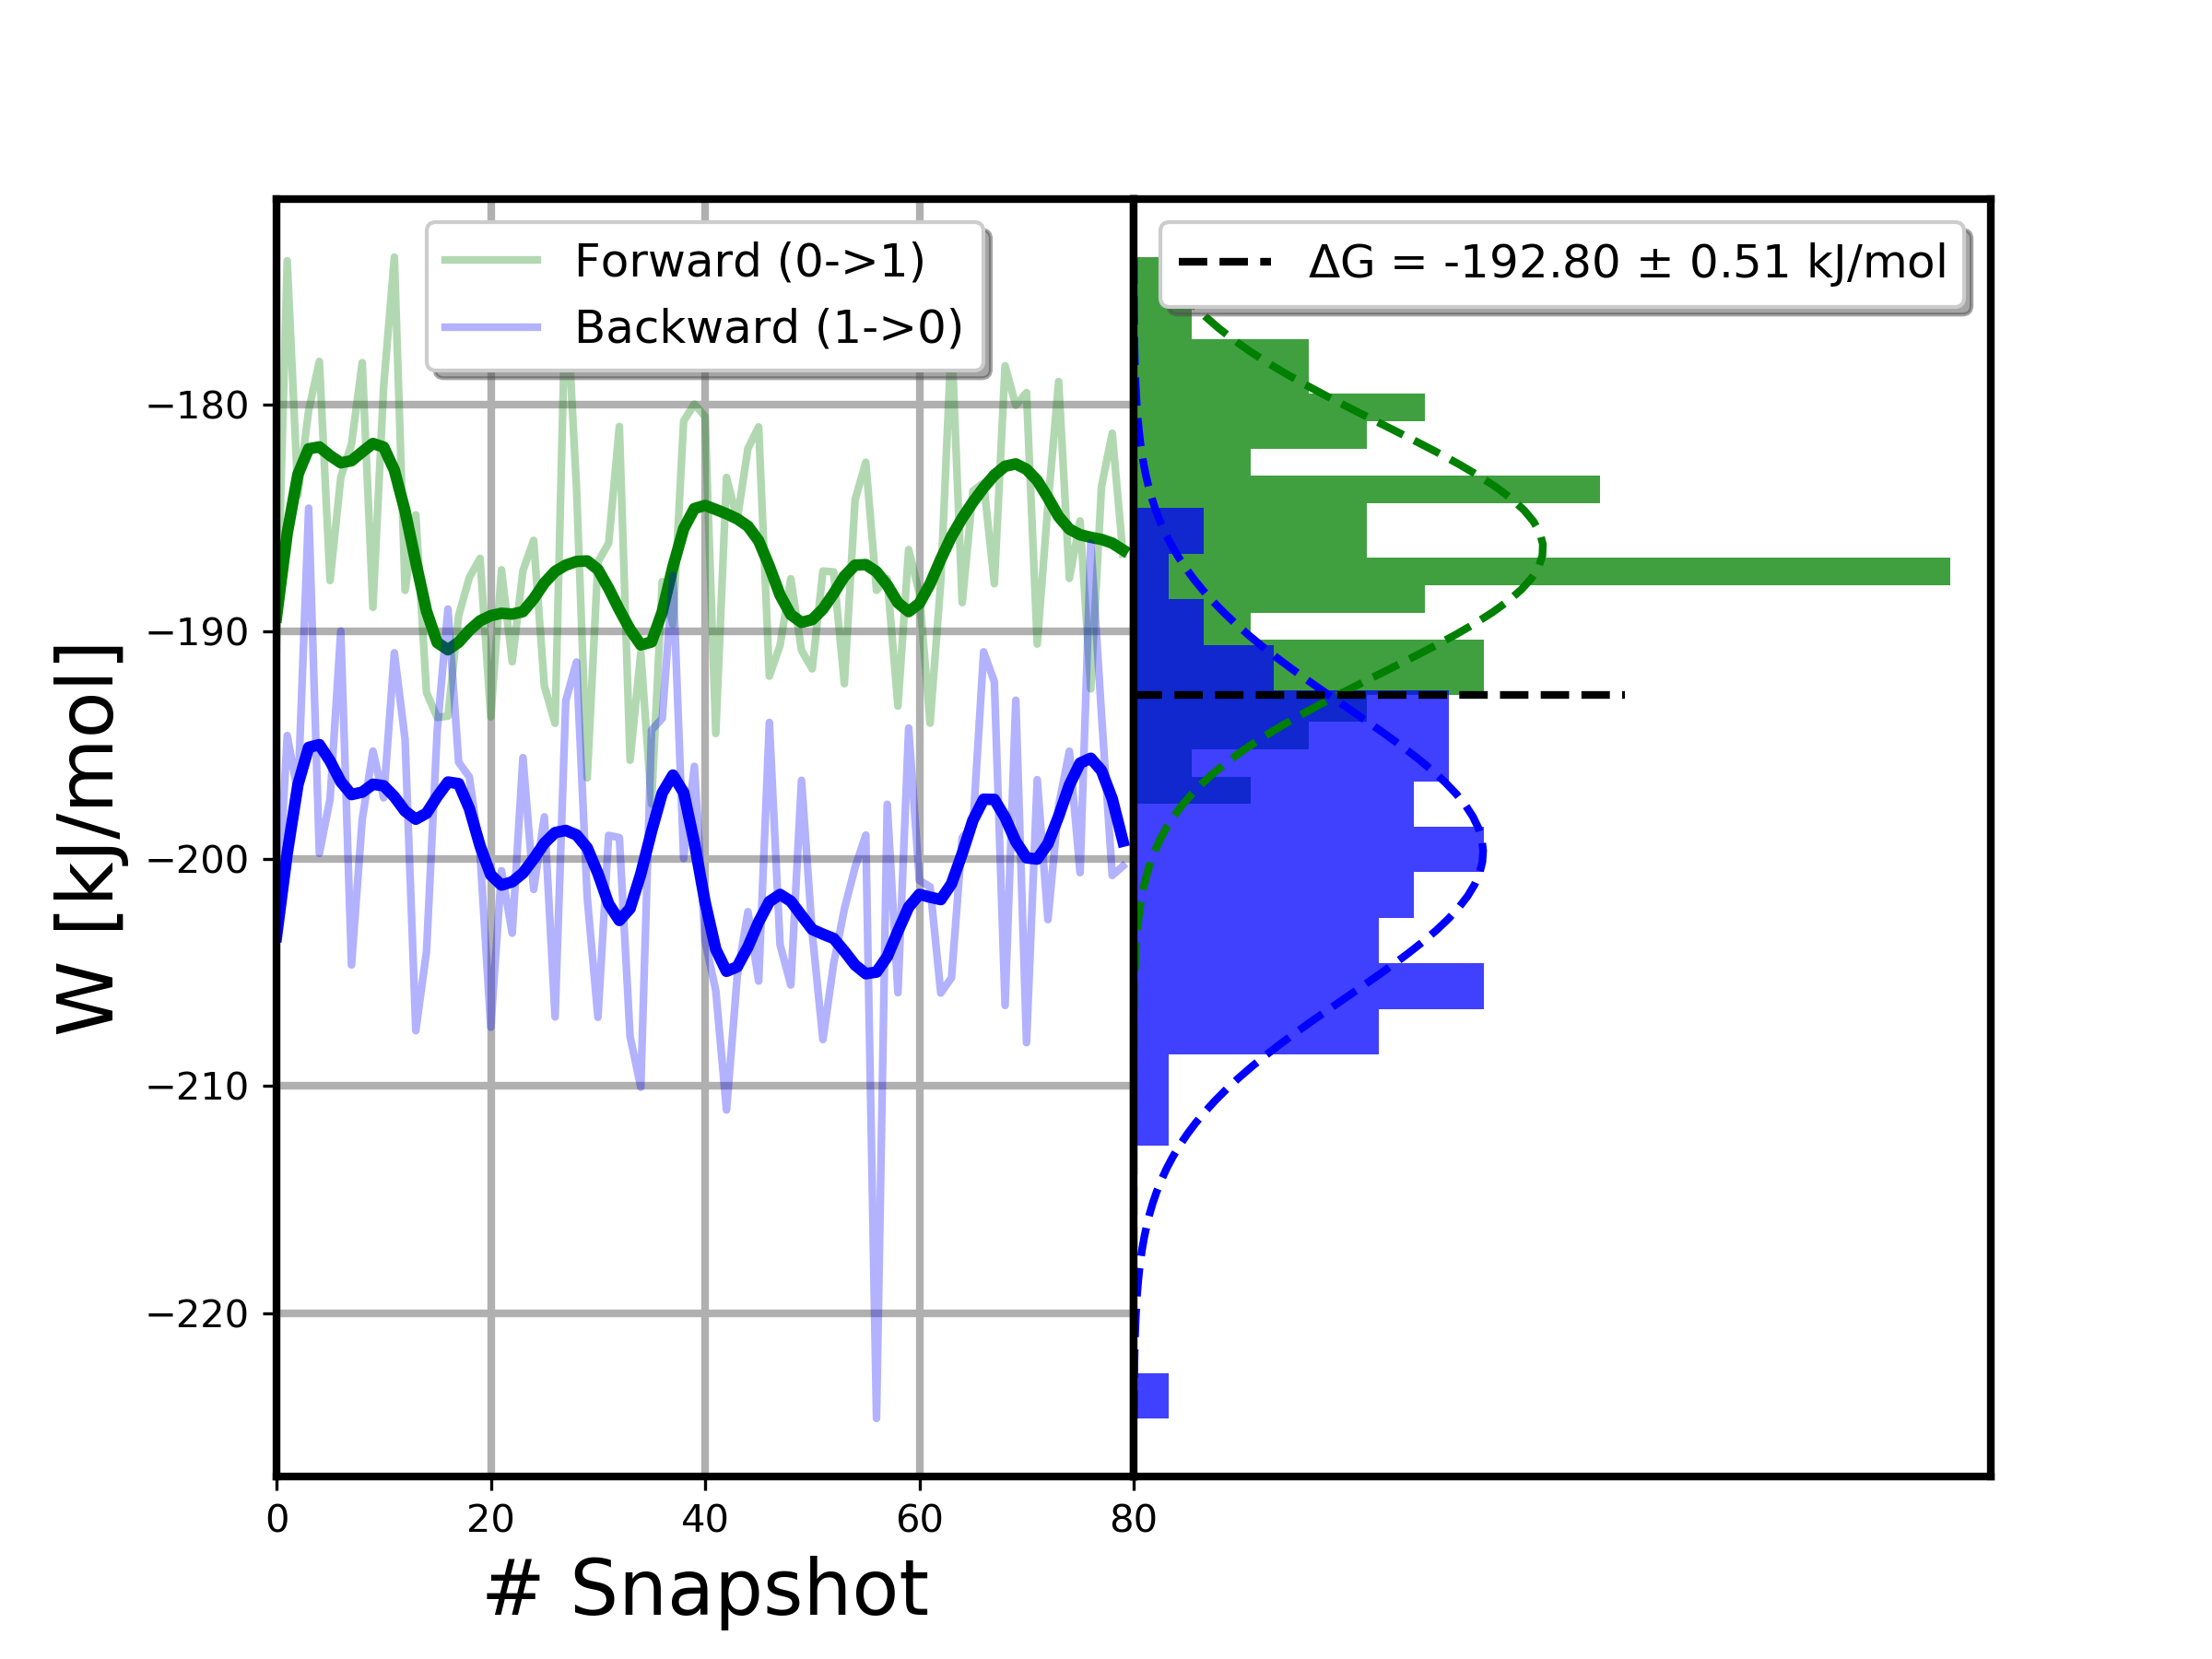 Forward (0->1)
Backward (1->0)
ΔG = -192.80 ± 0.51 kJ/mol
W [kJ/mol]
−180
−190
−200
−210
−220
0 20 40 60 80
# Snapshot